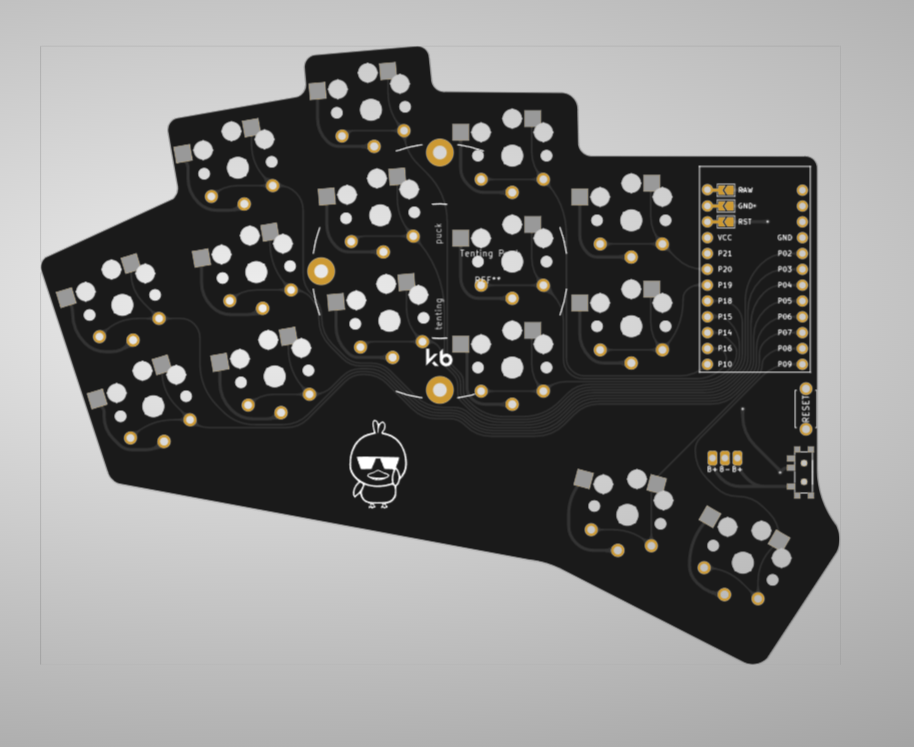 puck
Tenting P
REF**
tenting
kb
RAW
GND*
RST
VCC GND
P21 P02
P20 P03
P19 P04
P18 P05
P15 P06
P14 P07
P16 P08
P10 P09
RESET
B+ B- B+